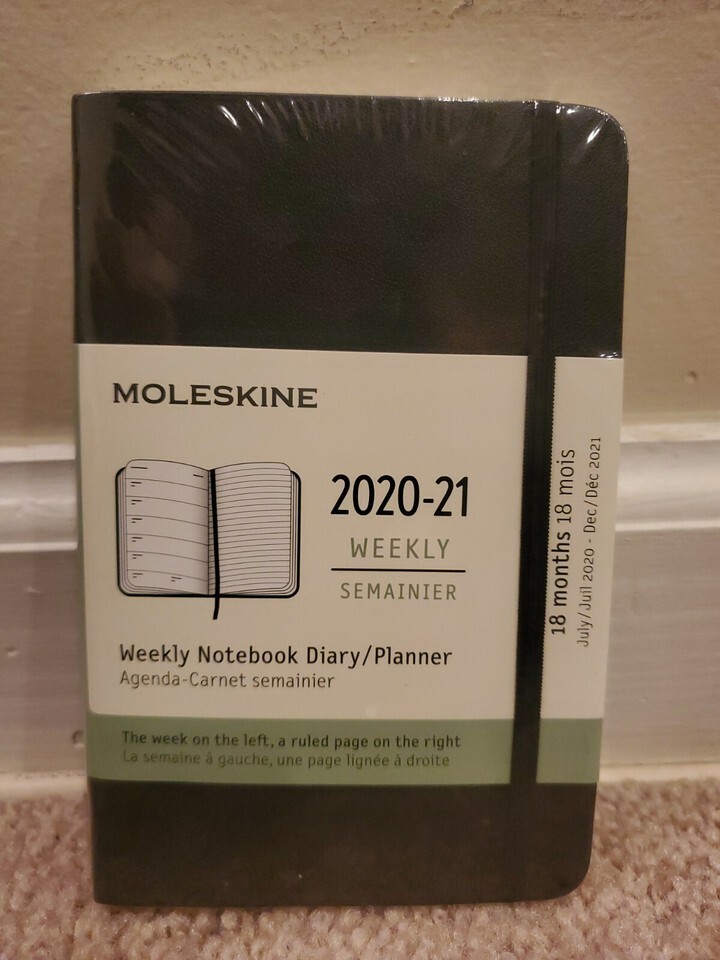 MOLESKINE
2020-21
WEEKLY
SEMAINIER
Weekly Notebook Diary/Planner
Agenda-Carnet semainier
The week on the left, a ruled page on the right
La semaine à gauche, une page lignée à droite
18 months 18 mois
July/Juil 2020 - Dec/Déc 2021